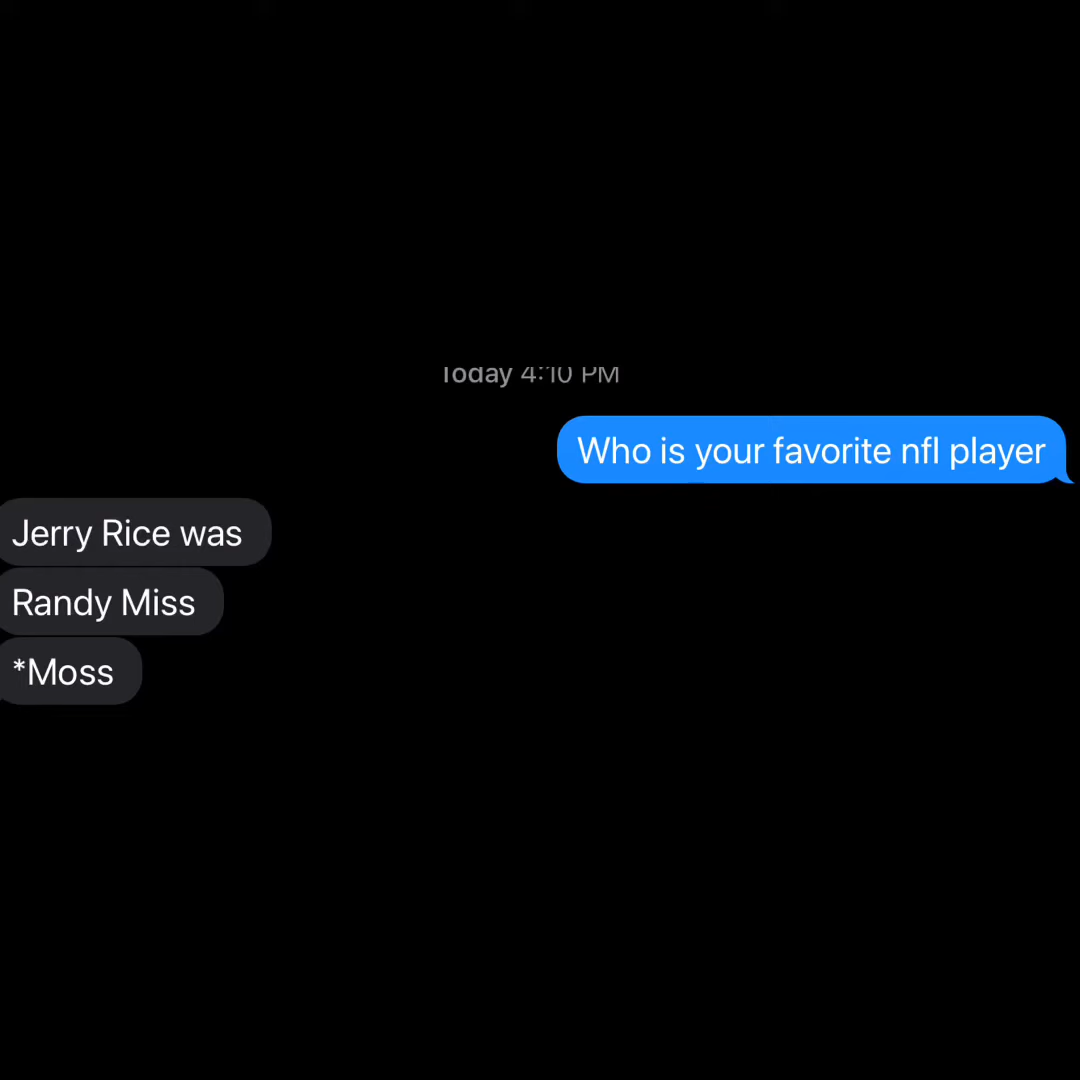 Today 4:10 PM
Who is your favorite nfl player
Jerry Rice was
Randy Miss
*Moss